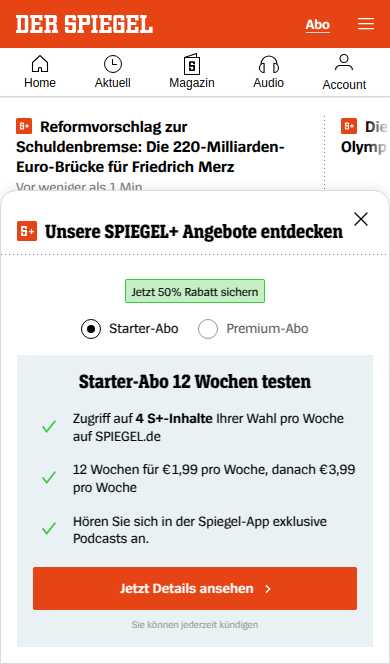 DER SPIEGEL
Abo
Home
Aktuell
Magazin
Audio
Account
S+ Reformvorschlag zur
Schuldenbremse: Die 220-Milliarden-
Euro-Brücke für Friedrich Merz
Vor weniger als 1 Min
S+ Die
Olymp
S+ Unsere SPIEGEL+ Angebote entdecken
Jetzt 50% Rabatt sichern
Starter-Abo
Premium-Abo
Starter-Abo 12 Wochen testen
Zugriff auf 4 S+-Inhalte Ihrer Wahl pro Woche
auf SPIEGEL.de
12 Wochen für €1,99 pro Woche, danach €3,99
pro Woche
Hören Sie sich in der Spiegel-App exklusive
Podcasts an.
Jetzt Details ansehen
Sie können jederzeit kündigen